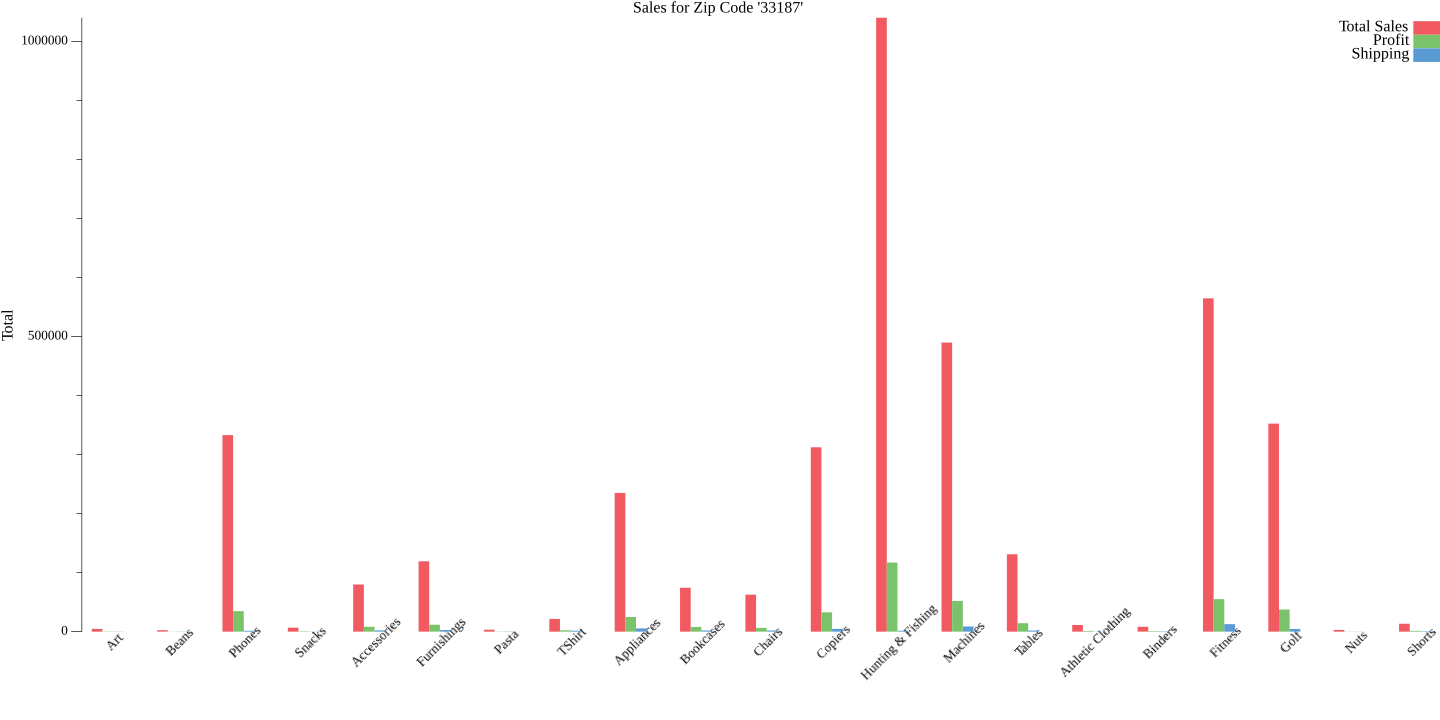 Sales for Zip Code '33187'
Total Sales
Profit
Shipping
1000000
500000
0
Total
Art
Beans
Phones
Snacks
Accessories
Furnishings
Pasta
TShirt
Appliances
Bookcases
Chairs
Copiers
Hunting & Fishing
Machines
Tables
Athletic Clothing
Binders
Fitness
Golf
Nuts
Shorts